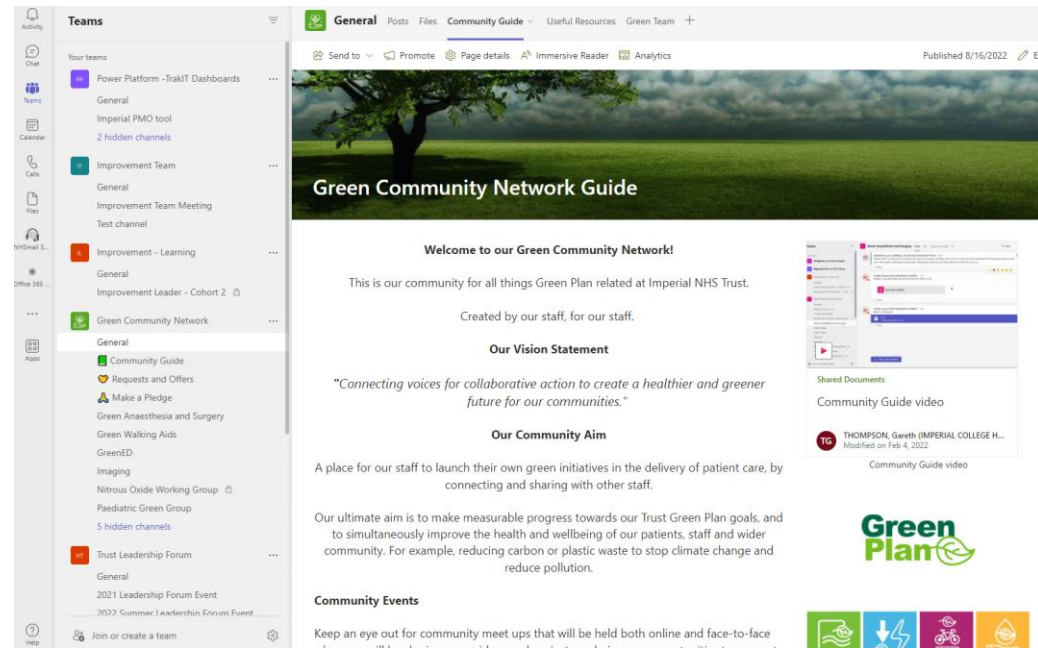 Activity
Chat
Teams
Calendar
Calls
Files
NHSmail S...
Office 365 ...
Apps
Help
Teams
Your teams
Power Platform -TrakIT Dashboards
General
Imperial PMO tool
2 hidden channels
Improvement Team
General
Improvement Team Meeting
Test channel
Improvement - Learning
General
Improvement Leader - Cohort 2
Green Community Network
General
Community Guide
Requests and Offers
Make a Pledge
Green Anaesthesia and Surgery
Green Walking Aids
GreenED
Imaging
Nitrous Oxide Working Group
Paediatric Green Group
5 hidden channels
Trust Leadership Forum
General
2021 Leadership Forum Event
2022 Summer Leadership Forum Event
Join or create a team
General Posts Files Community Guide Useful Resources Green Team
Send to Promote Page details Immersive Reader Analytics Published 8/16/2022 E
Green Community Network Guide
Welcome to our Green Community Network!
This is our community for all things Green Plan related at Imperial NHS Trust.
Created by our staff, for our staff.
Our Vision Statement
"Connecting voices for collaborative action to create a healthier and greener
future for our communities."
Our Community Aim
A place for our staff to launch their own green initiatives in the delivery of patient care, by
connecting and sharing with other staff.
Our ultimate aim is to make measurable progress towards our Trust Green Plan goals, and
to simultaneously improve the health and wellbeing of our patients, staff and wider
community. For example, reducing carbon or plastic waste to stop climate change and
reduce pollution.
Community Events
Keep an eye out for community meet ups that will be held both online and face-to-face
Shared Documents
Community Guide video
TG
THOMPSON, Gareth (IMPERIAL COLLEGE H...
Modified on Feb 4, 2022
Community Guide video
Green
Plan